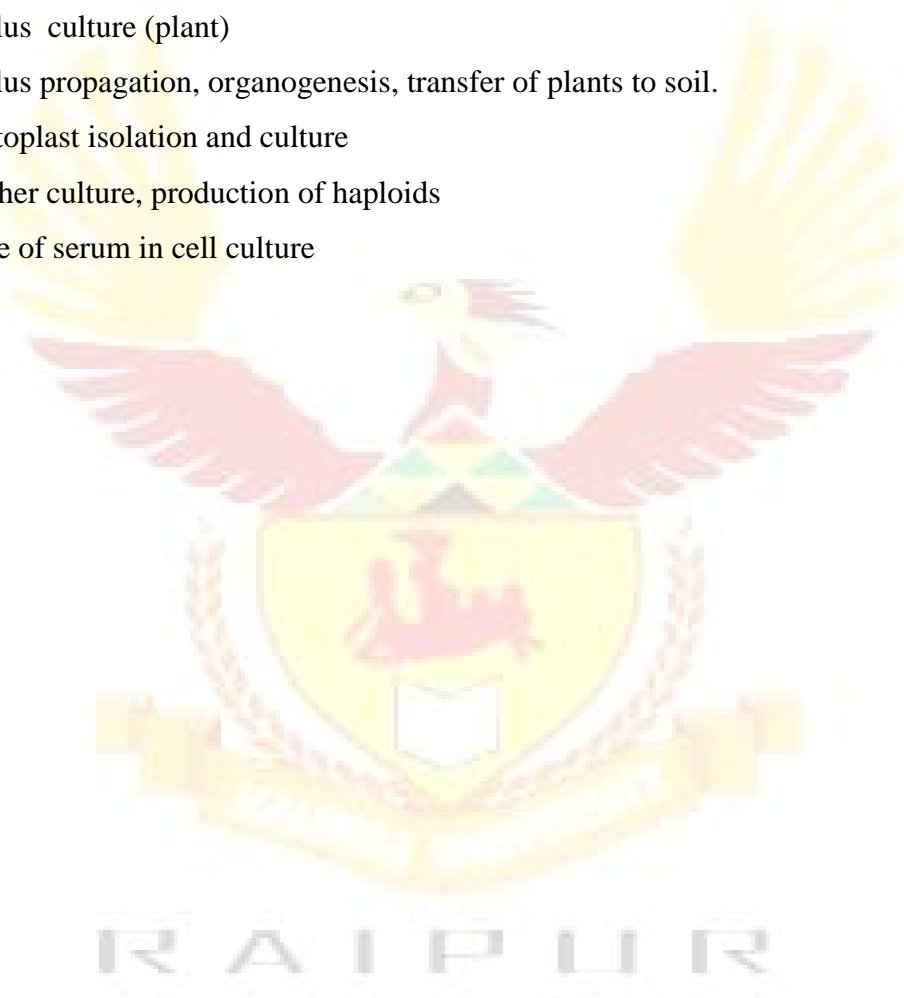 lus culture (plant)
lus propagation, organogenesis, transfer of plants to soil.
toplast isolation and culture
her culture, production of haploids
e of serum in cell culture
RAIPUR